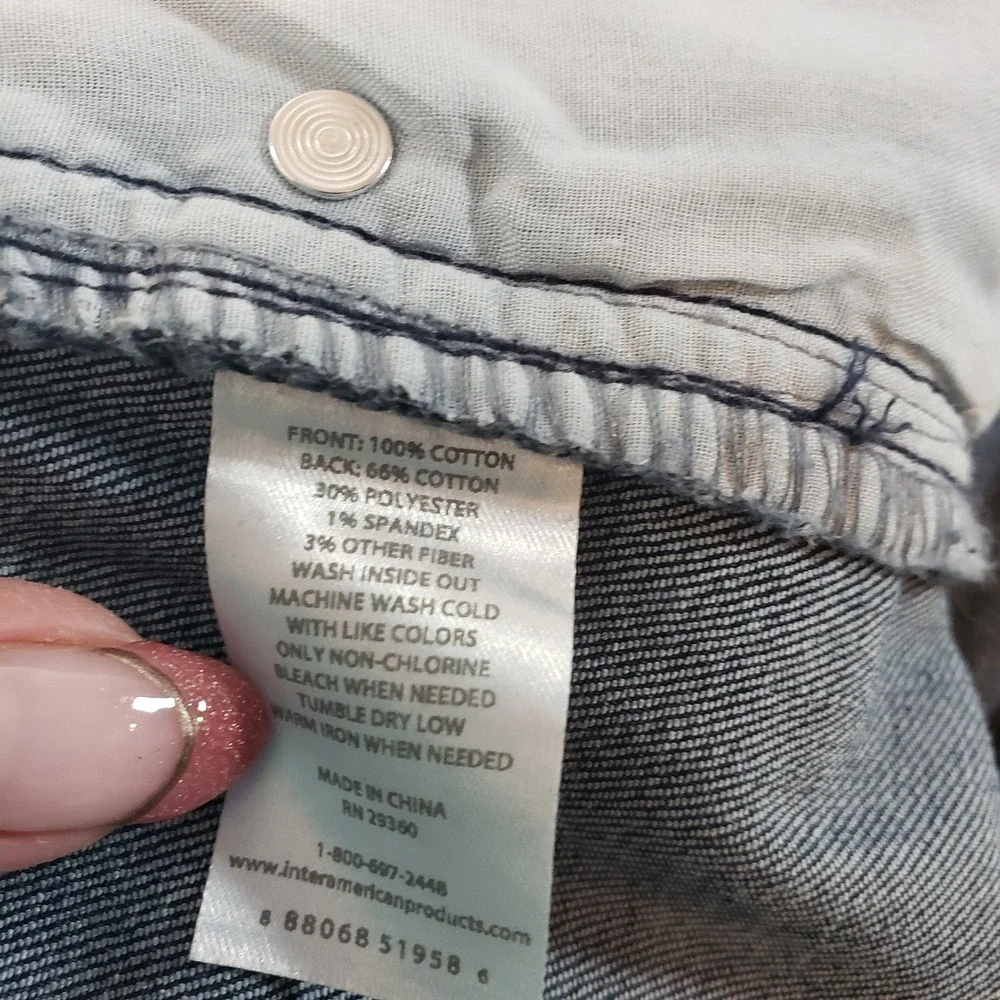 FRONT: 100% COTTON
BACK: 66% COTTON
30% POLYESTER
1% SPANDEX
3% OTHER FIBER
WASH INSIDE OUT
MACHINE WASH COLD
WITH LIKE COLORS
ONLY NON-CHLORINE
BLEACH WHEN NEEDED
TUMBLE DRY LOW
WARM IRON WHEN NEEDED
MADE IN CHINA
RN 29360
1-800-697-2448
www.interamericanproducts.com
8 88068 51958 6